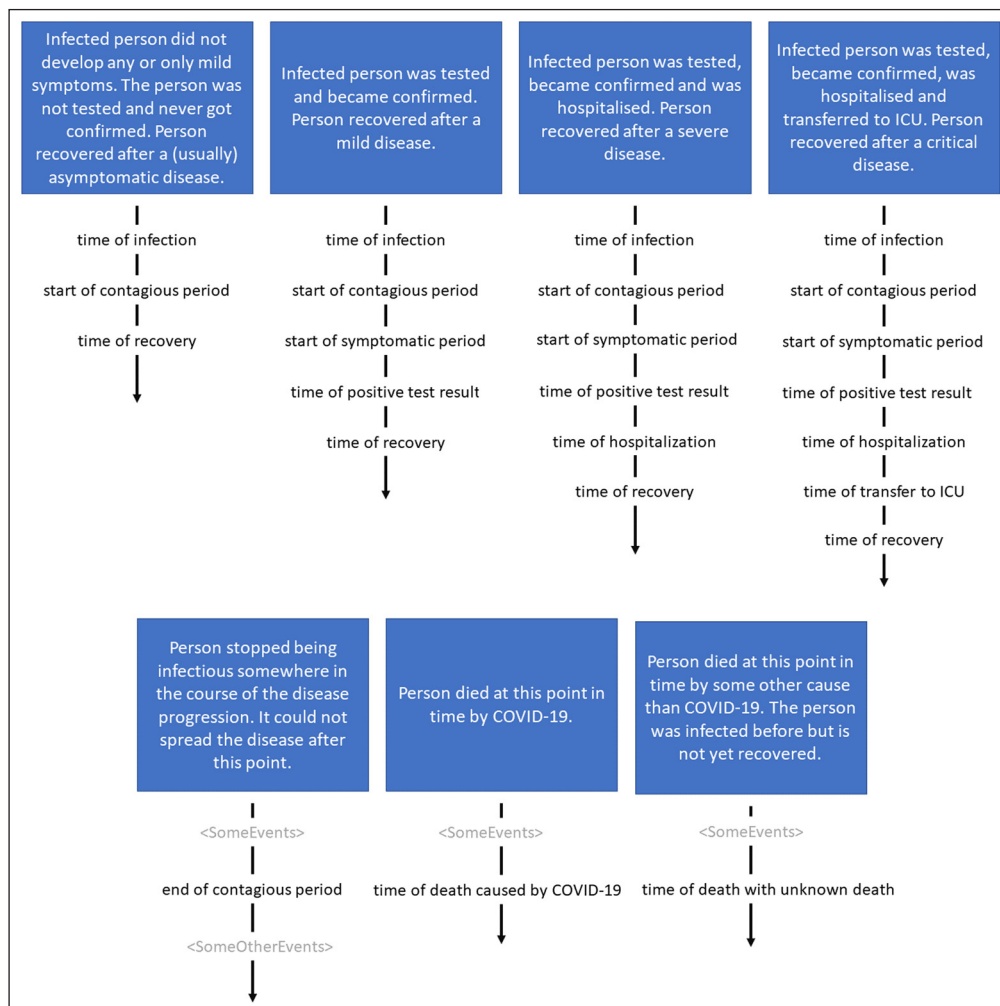 Infected person did not
develop any or only mild
symptoms. The person was
not tested and never got
confirmed. Person
recovered after a (usually)
asymptomatic disease.
time of infection
start of contagious period
time of recovery
Infected person was tested
and became confirmed.
Person recovered after a
mild disease.
time of infection
start of contagious period
start of symptomatic period
time of positive test result
time of recovery
Infected person was tested,
became confirmed and was
hospitalised. Person
recovered after a severe
disease.
time of infection
start of contagious period
start of symptomatic period
time of positive test result
time of hospitalization
time of recovery
Infected person was tested,
became confirmed, was
hospitalised and
transferred to ICU. Person
recovered after a critical
disease.
time of infection
start of contagious period
start of symptomatic period
time of positive test result
time of hospitalization
time of transfer to ICU
time of recovery
Person stopped being
infectious somewhere in
the course of the disease
progression. It could not
spread the disease after
this point.
<SomeEvents>
end of contagious period
<SomeOtherEvents>
Person died at this point in
time by COVID-19.
<SomeEvents>
time of death caused by COVID-19
Person died at this point in
time by some other cause
than COVID-19. The person
was infected before but is
not yet recovered.
<SomeEvents>
time of death with unknown death